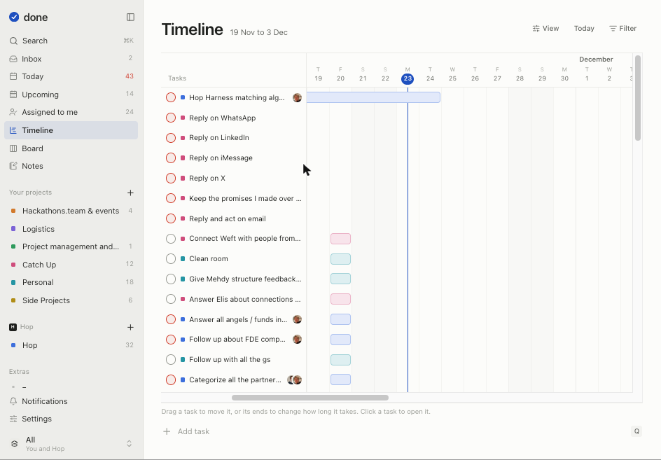 done
Search ⌘K
Inbox 2
Today 43
Upcoming 14
Assigned to me 24
Timeline
Board
Notes
Your projects
Hackathons.team & events 4
Logistics
Project management and... 1
Catch Up 12
Personal 18
Side Projects 6
H Hop
Hop 32
Extras
Notifications
Settings
All
You and Hop
Timeline 19 Nov to 3 Dec
View Today Filter
December
T F S S M T W T F S S M T W
Tasks 19 20 21 22 23 24 25 26 27 28 29 30 1 2
Hop Harness matching alg...
Reply on WhatsApp
Reply on LinkedIn
Reply on iMessage
Reply on X
Keep the promises I made over ...
Reply and act on email
Connect Weft with people from...
Clean room
Give Mehdy structure feedback...
Answer Elis about connections ...
Answer all angels / funds in...
Follow up about FDE comp...
Follow up with all the gs
Categorize all the partner...
Drag a task to move it, or its ends to change how long it takes. Click a task to open it.
Add task Q